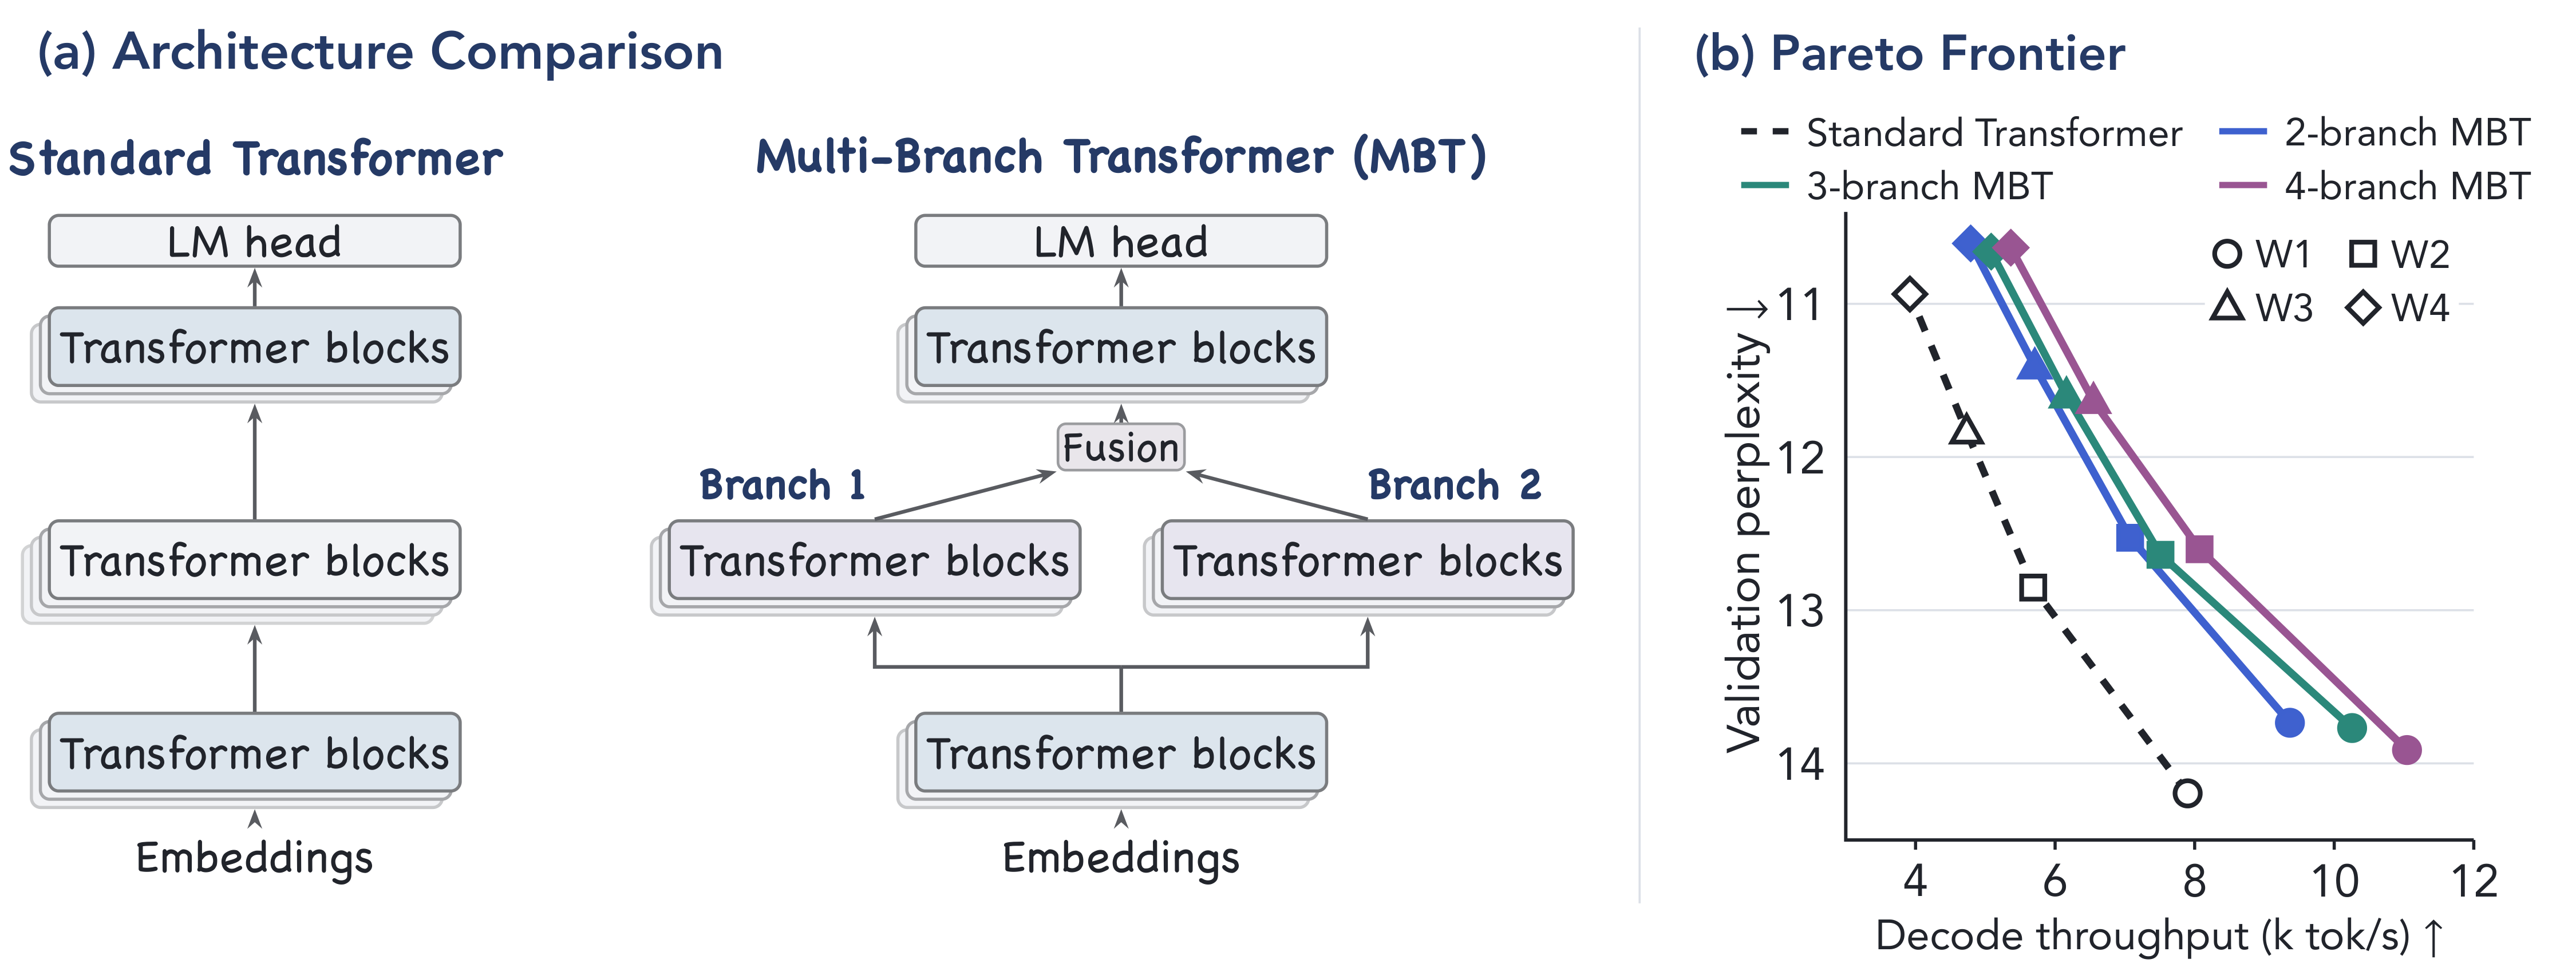 (a) Architecture Comparison
Standard Transformer
LM head
Transformer blocks
Transformer blocks
Transformer blocks
Embeddings
Multi-Branch Transformer (MBT)
LM head
Transformer blocks
Fusion
Branch 1
Branch 2
Transformer blocks
Transformer blocks
Transformer blocks
Embeddings
(b) Pareto Frontier
Standard Transformer
2-branch MBT
3-branch MBT
4-branch MBT
W1
W2
W3
W4
Validation perplexity →
11
12
13
14
4
6
8
10
12
Decode throughput (k tok/s) ↑